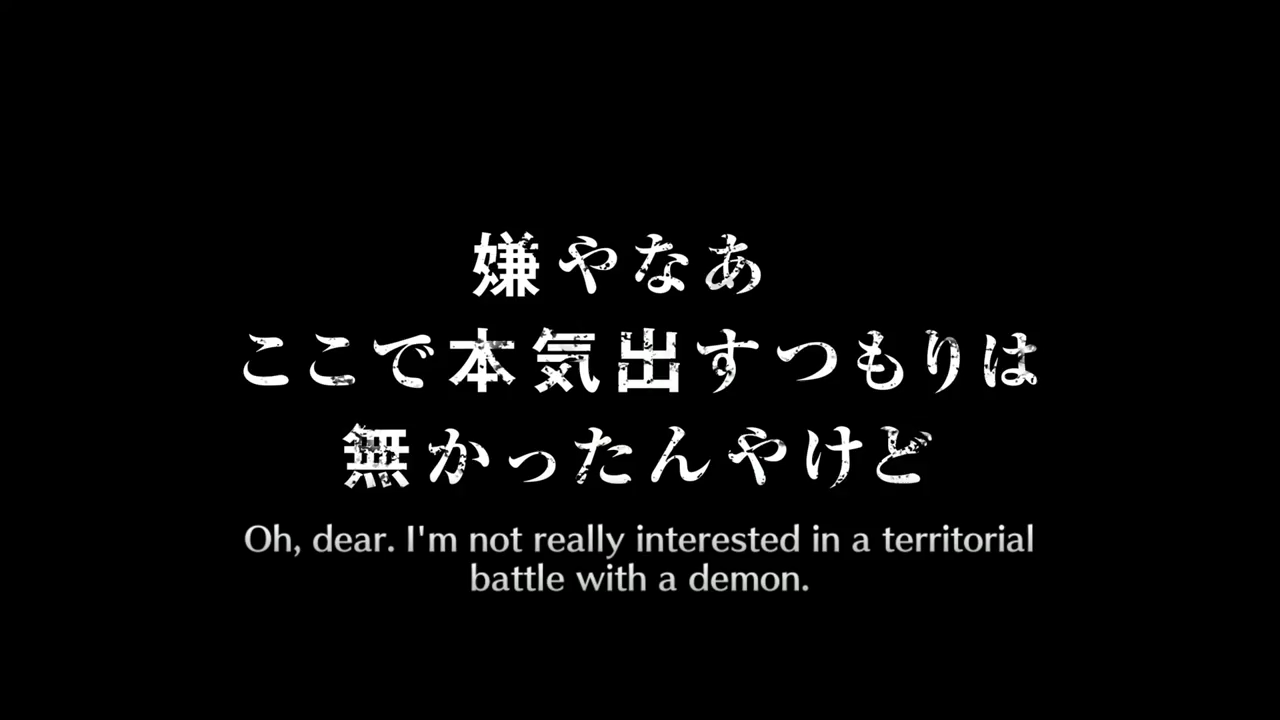 嫌やなあ
ここで本気出すつもりは
無かったんやけど
Oh, dear. I'm not really interested in a territorial
battle with a demon.